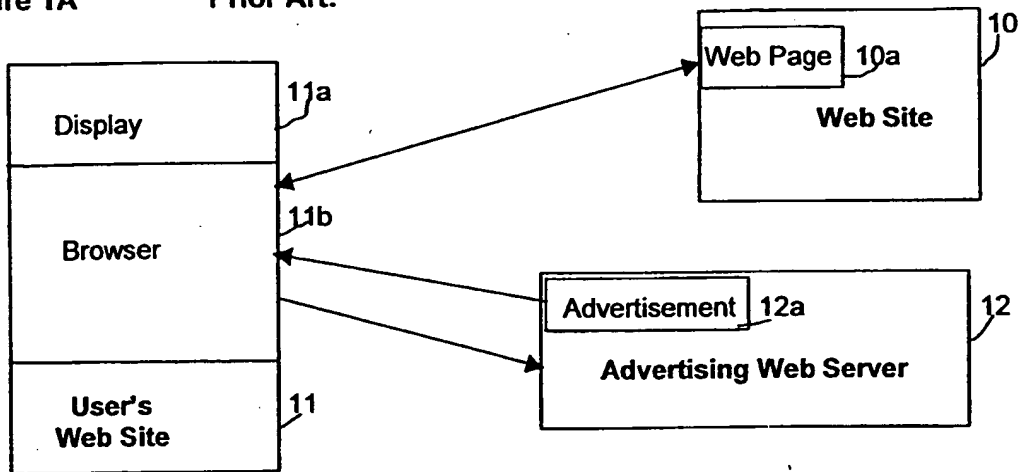 1A Prior Art.
10
Web Page 10a
Web Site
11a
Display
11b
Browser
Advertisement 12a
12
Advertising Web Server
User's
Web Site
11